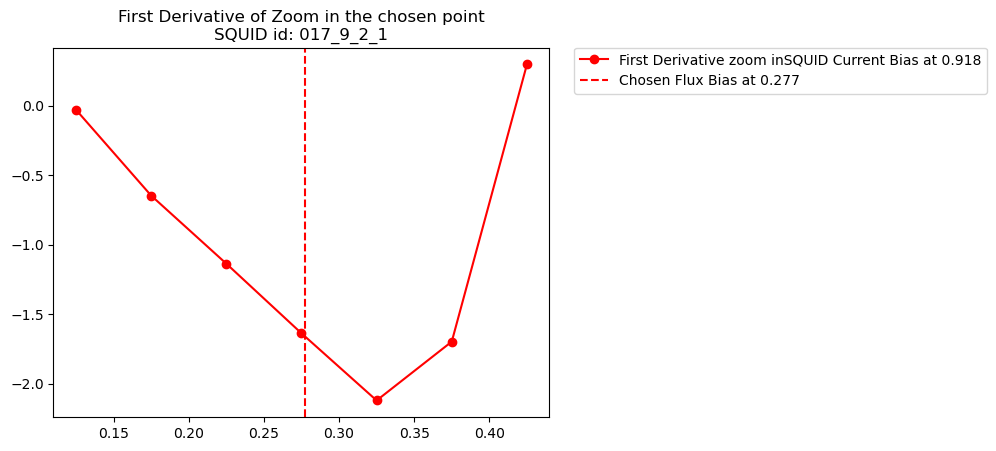 First Derivative of Zoom in the chosen point
SQUID id: 017_9_2_1
First Derivative zoom inSQUID Current Bias at 0.918
Chosen Flux Bias at 0.277
0.0
−0.5
−1.0
−1.5
−2.0
0.15 0.20 0.25 0.30 0.35 0.40